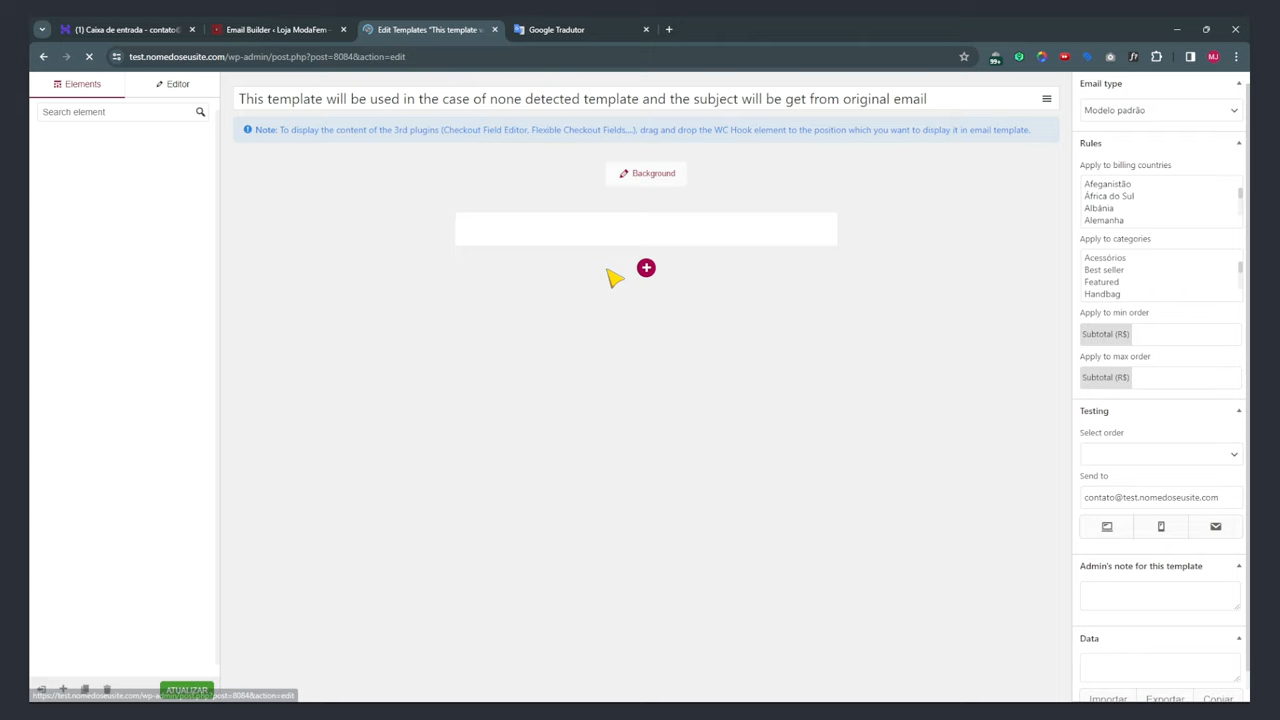 (1) Caixa de entrada - contato@
Email Builder ‹ Loja ModaFem –
Edit Templates "This template w
Google Tradutor
test.nomedoseusite.com/wp-admin/post.php?post=8084&action=edit
99+
f?
MJ
Elements
Editor
Search element
This template will be used in the case of none detected template and the subject will be get from original email
Note: To display the content of the 3rd plugins (Checkout Field Editor, Flexible Checkout Fields,...), drag and drop the WC Hook element to the position which you want to display it in email template.
Background
Email type
Modelo padrão
Rules
Apply to billing countries
Afeganistão
África do Sul
Albânia
Alemanha
Apply to categories
Acessórios
Best seller
Featured
Handbag
Apply to min order
Subtotal (R$)
Apply to max order
Subtotal (R$)
Testing
Select order
Send to
contato@test.nomedoseusite.com
Admin's note for this template
Data
Importar
Exportar
Copiar
ATUALIZAR
https://test.nomedoseusite.com/wp-admin/post.php?post=8084&action=edit